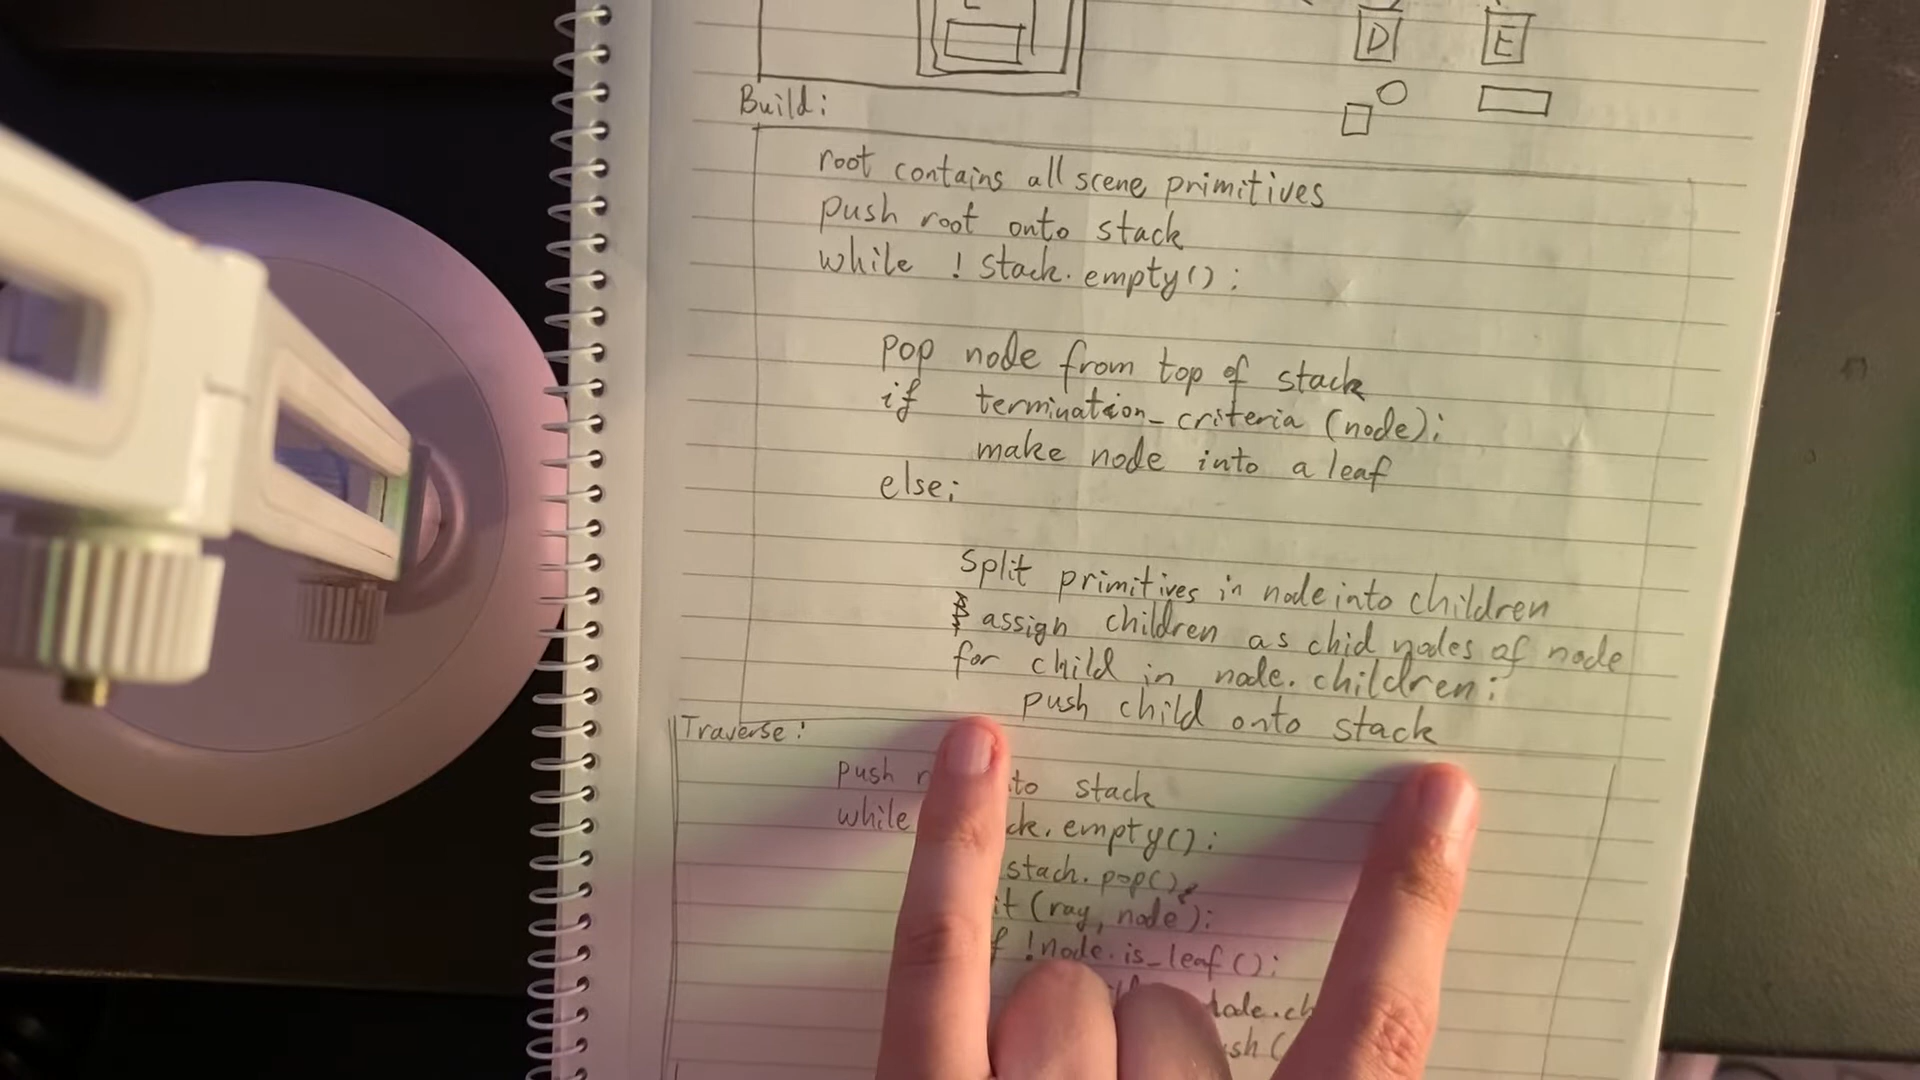 D E
Build:
root contains all scene primitives
push root onto stack
while ! stack.empty():
pop node from top of stack
if termination_criteria (node):
make node into a leaf
else:
split primitives in node into children
assign children as chid nodes of node
for child in node.children:
push child onto stack
Traverse:
push to stack
while ck.empty():
stack.pop();
it (ray, node):
f !node.is_leaf():